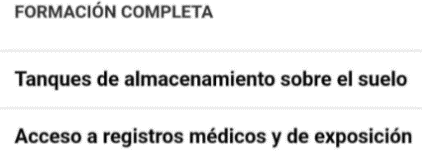 FORMACIÓN COMPLETA
Tanques de almacenamiento sobre el suelo
Acceso a registros médicos y de exposición